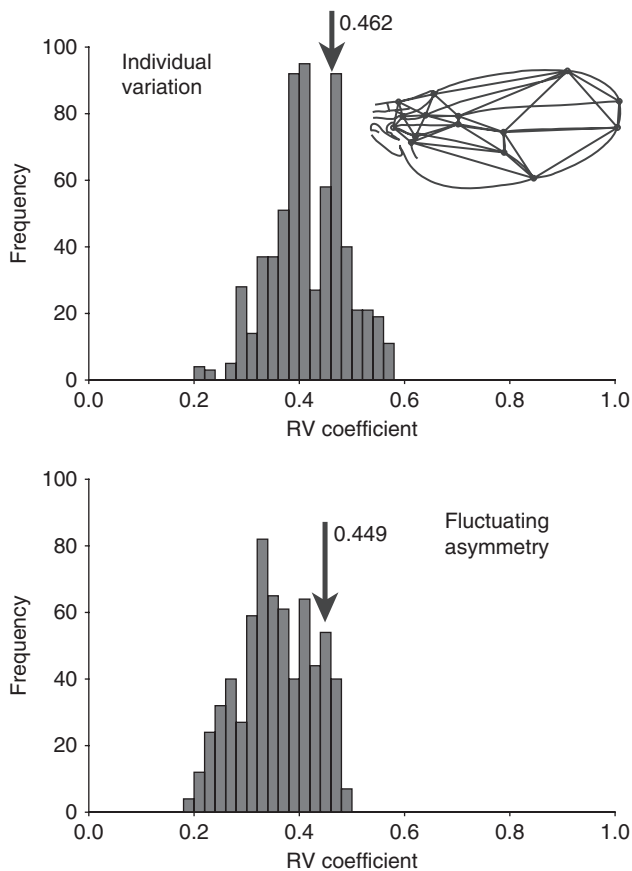 0.462
Individual
variation
100
80
60
40
20
0
Frequency
0.0 0.2 0.4 0.6 0.8 1.0
RV coefficient
0.449
Fluctuating
asymmetry
100
80
60
40
20
0
Frequency
0.0 0.2 0.4 0.6 0.8 1.0
RV coefficient